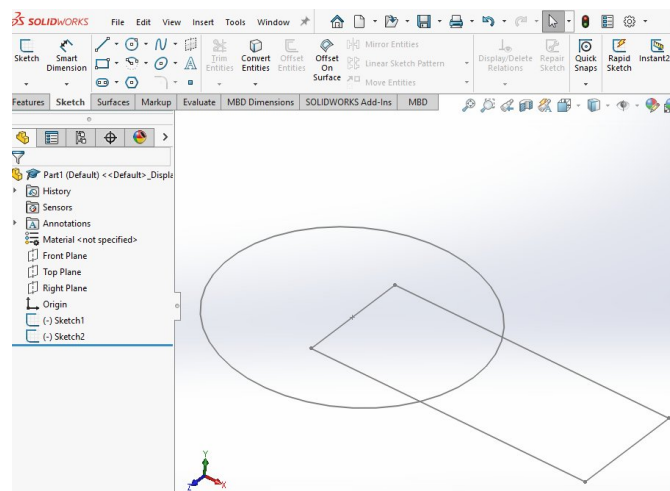 SOLIDWORKS File Edit View Insert Tools Window
Sketch Smart Dimension Trim Entities Convert Entities Offset Entities Offset On Surface Mirror Entities Linear Sketch Pattern Move Entities Display/Delete Relations Repair Sketch Quick Snaps Rapid Sketch Instant2
Features Sketch Surfaces Markup Evaluate MBD Dimensions SOLIDWORKS Add-Ins MBD
Part1 (Default) <<Default>_Displa
History
Sensors
Annotations
Material <not specified>
Front Plane
Top Plane
Right Plane
Origin
(-) Sketch1
(-) Sketch2
Y
Z
X